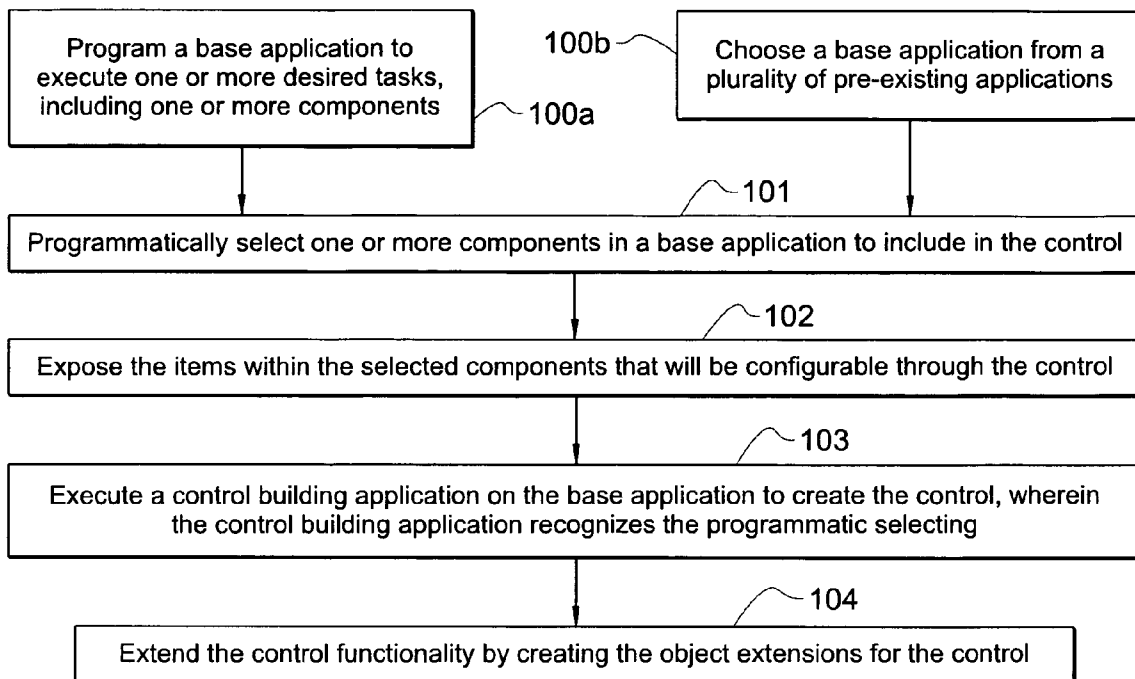 Program a base application to
execute one or more desired tasks,
including one or more components
100a
100b
Choose a base application from a
plurality of pre-existing applications
101
Programmatically select one or more components in a base application to include in the control
102
Expose the items within the selected components that will be configurable through the control
103
Execute a control building application on the base application to create the control, wherein
the control building application recognizes the programmatic selecting
104
Extend the control functionality by creating the object extensions for the control